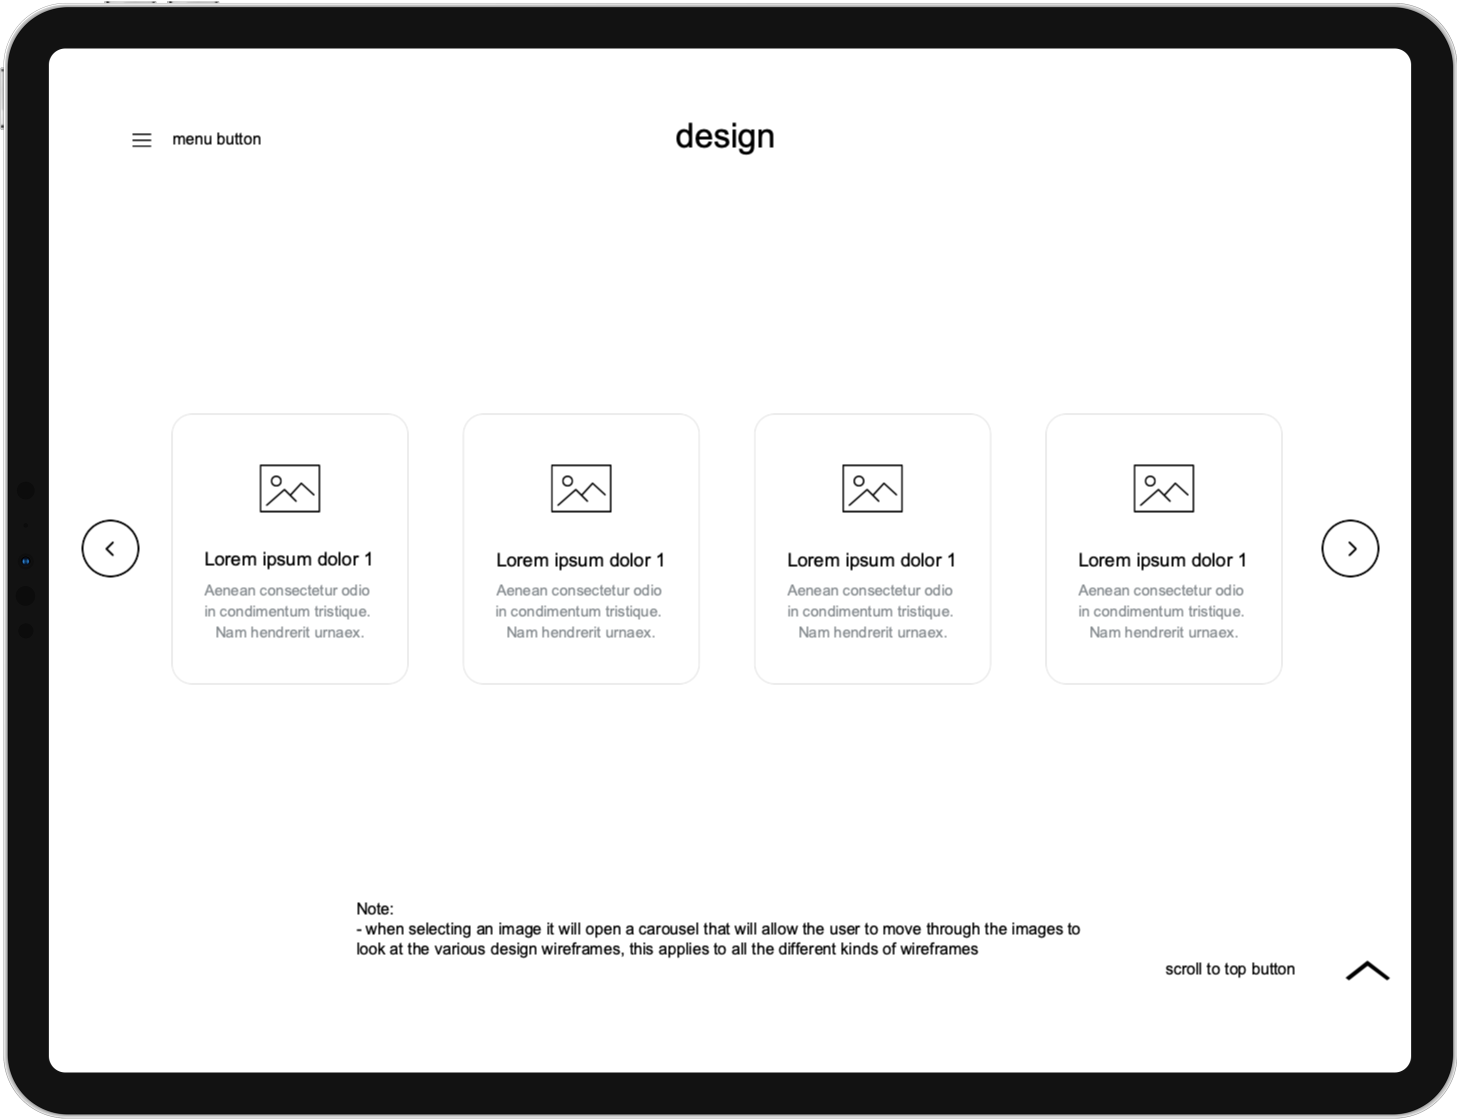 menu button
design
Lorem ipsum dolor 1
Aenean consectetur odio
in condimentum tristique.
Nam hendrerit urnaex.
Lorem ipsum dolor 1
Aenean consectetur odio
in condimentum tristique.
Nam hendrerit urnaex.
Lorem ipsum dolor 1
Aenean consectetur odio
in condimentum tristique.
Nam hendrerit urnaex.
Lorem ipsum dolor 1
Aenean consectetur odio
in condimentum tristique.
Nam hendrerit urnaex.
Note:
- when selecting an image it will open a carousel that will allow the user to move through the images to
look at the various design wireframes, this applies to all the different kinds of wireframes
scroll to top button